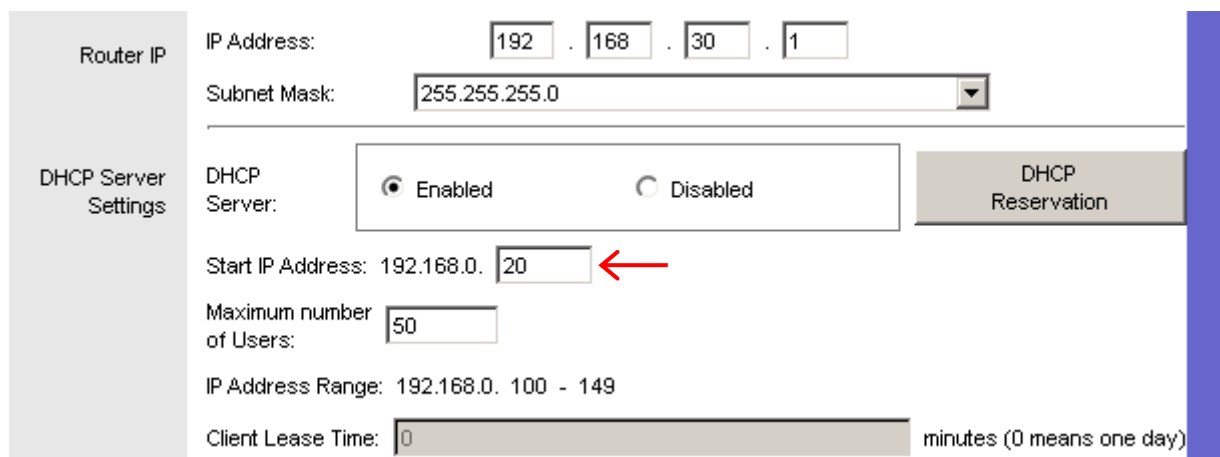 Router IP
IP Address: 192 . 168 . 30 . 1
Subnet Mask: 255.255.255.0
DHCP Server
Settings
DHCP
Server:
Enabled Disabled
DHCP
Reservation
Start IP Address: 192.168.0. 20
Maximum number
of Users:
50
IP Address Range: 192.168.0. 100 - 149
Client Lease Time: 0 minutes (0 means one day)